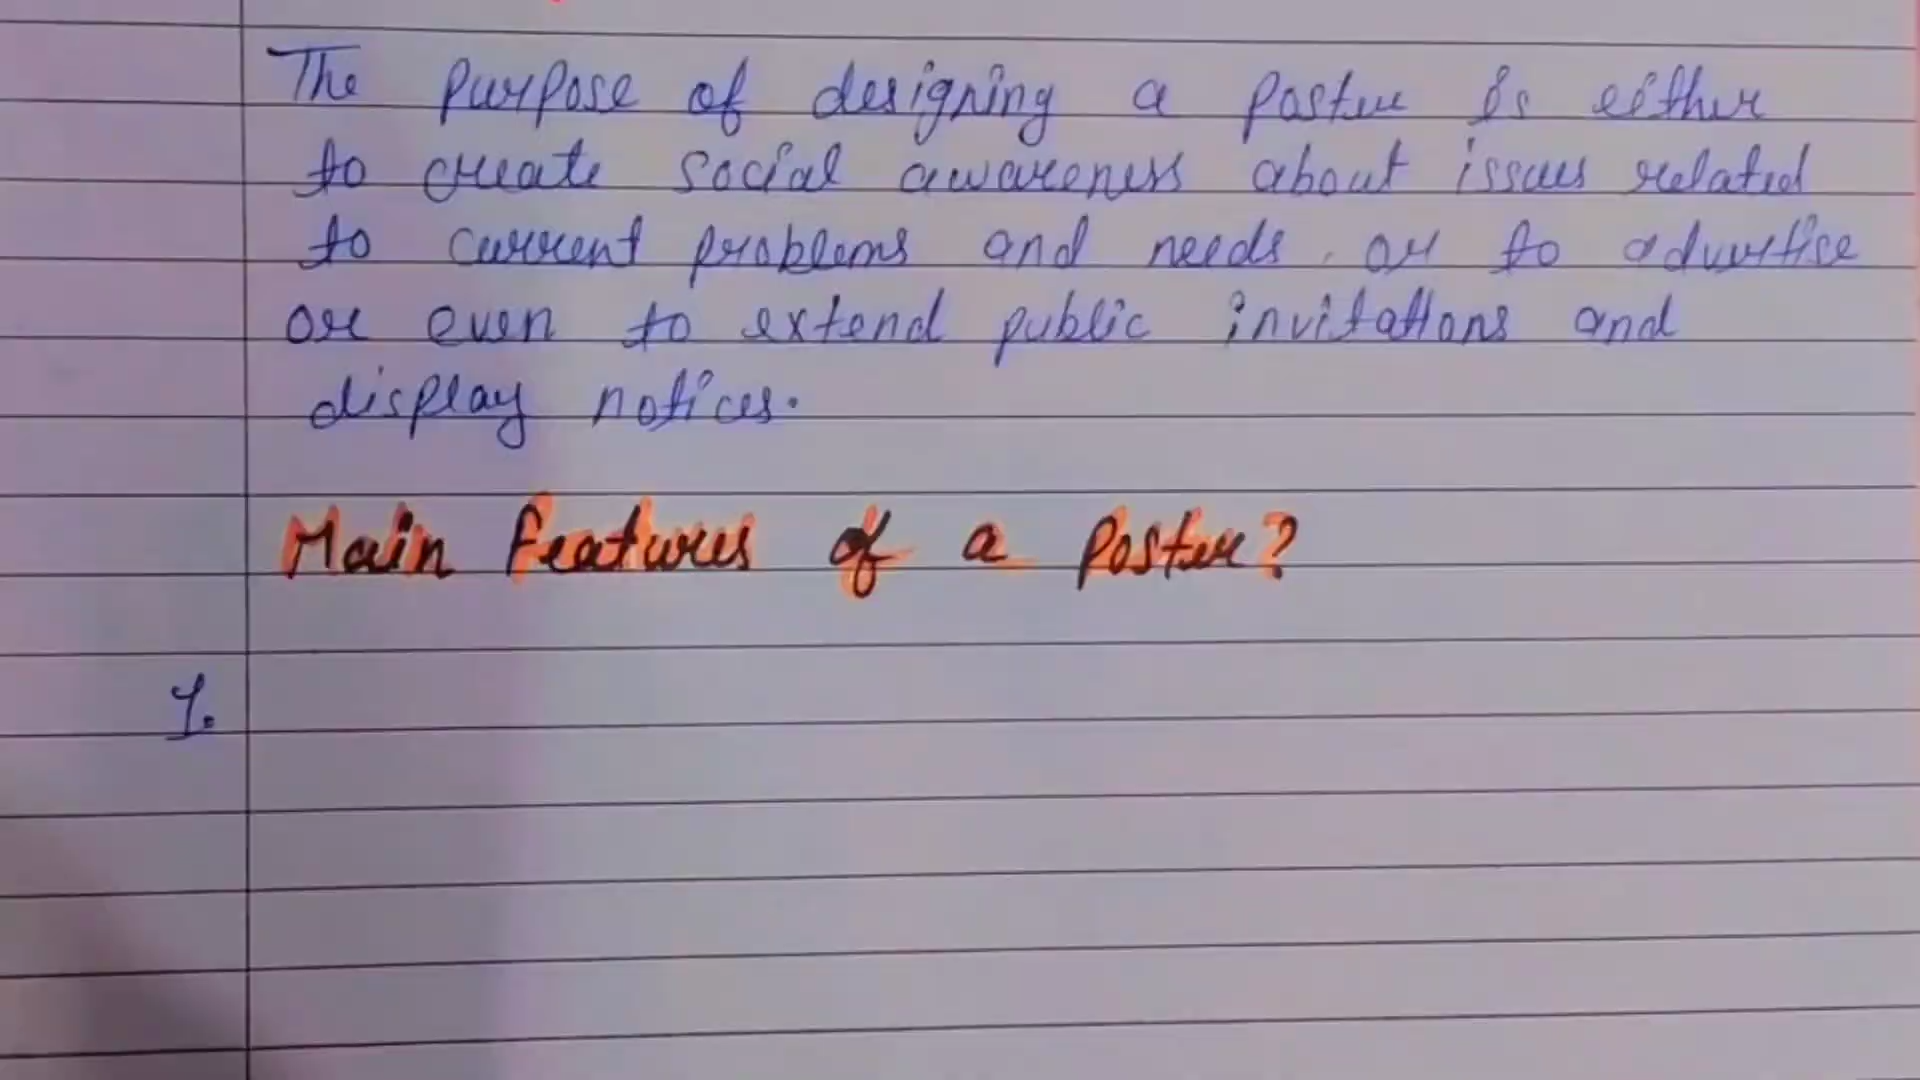 The purpose of designing a poster is either
to create social awareness about issues related
to current problems and needs, or to advertise
or even to extend public invitations and
display notices.
Main features of a Poster?
1.